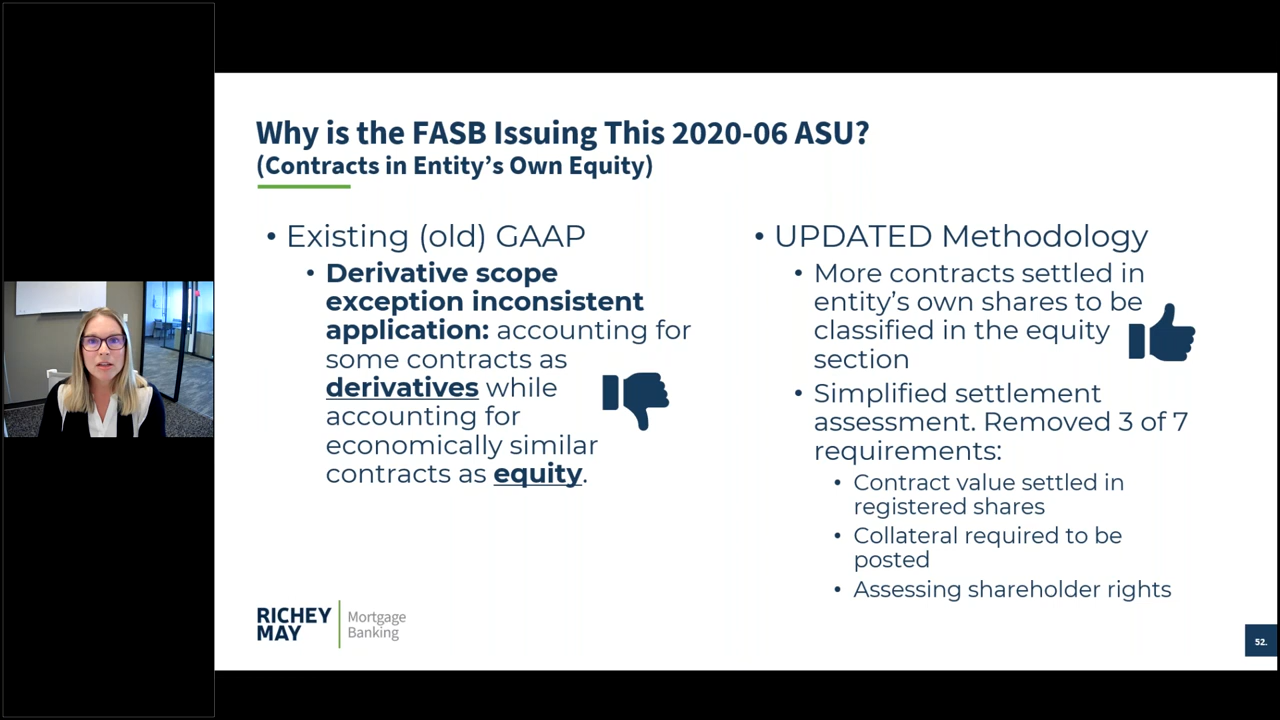 Why is the FASB Issuing This 2020-06 ASU?
(Contracts in Entity’s Own Equity)
• Existing (old) GAAP
• Derivative scope
exception inconsistent
application: accounting for
some contracts as
derivatives while
accounting for
economically similar
contracts as equity.
• UPDATED Methodology
• More contracts settled in
entity’s own shares to be
classified in the equity
section
• Simplified settlement
assessment. Removed 3 of 7
requirements:
• Contract value settled in
registered shares
• Collateral required to be
posted
• Assessing shareholder rights
RICHEY
MAY
Mortgage
Banking
52.